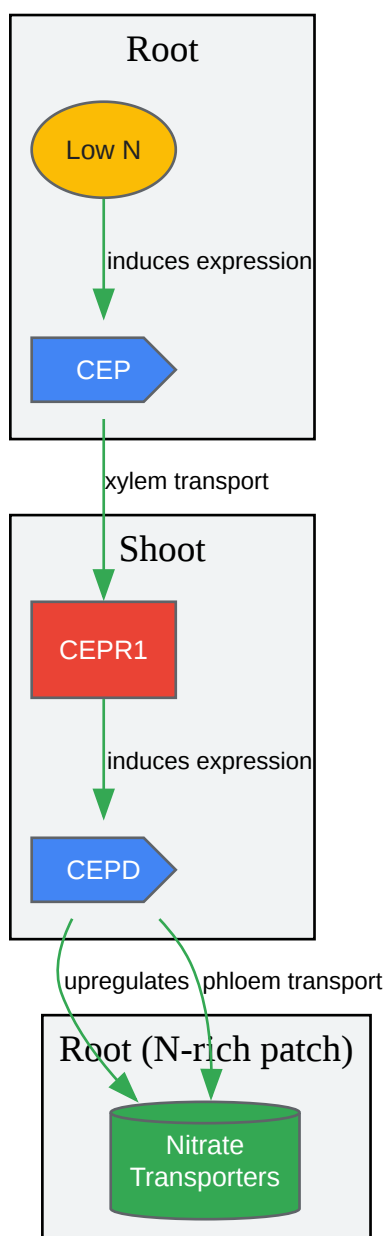 Root
Low N
induces expression
CEP
xylem transport
Shoot
CEPR1
induces expression
CEPD
upregulates
phloem transport
Root (N-rich patch)
Nitrate
Transporters